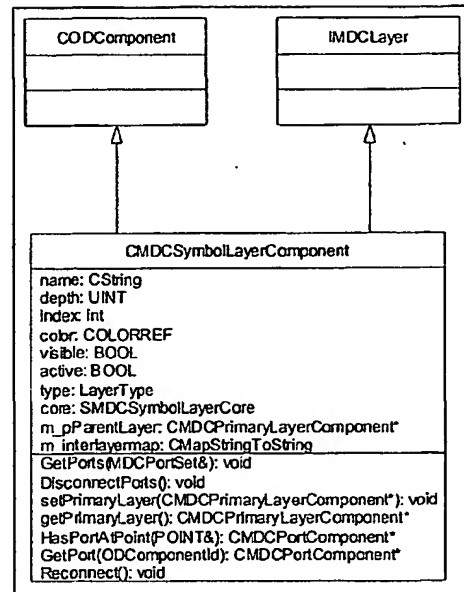 CODComponent
IMDCLayer
CMDCSymbolLayerComponent
name: CString
depth: UINT
index: int
color: COLORREF
visible: BOOL
active: BOOL
type: LayerType
core: SMDCSymbolLayerCore
m_pParentLayer: CMDCPrimaryLayerComponent*
m_interlayermap: CMapStringToString
GetPorts(MDCPortSet&): void
DisconnectPorts(): void
setPrimaryLayer(CMDCPrimaryLayerComponent*): void
getPrimaryLayer(): CMDCPrimaryLayerComponent*
HasPortAtPoint(POINT&): CMDCPortComponent*
GetPort(ODComponentId): CMDCPortComponent*
Reconnect(): void